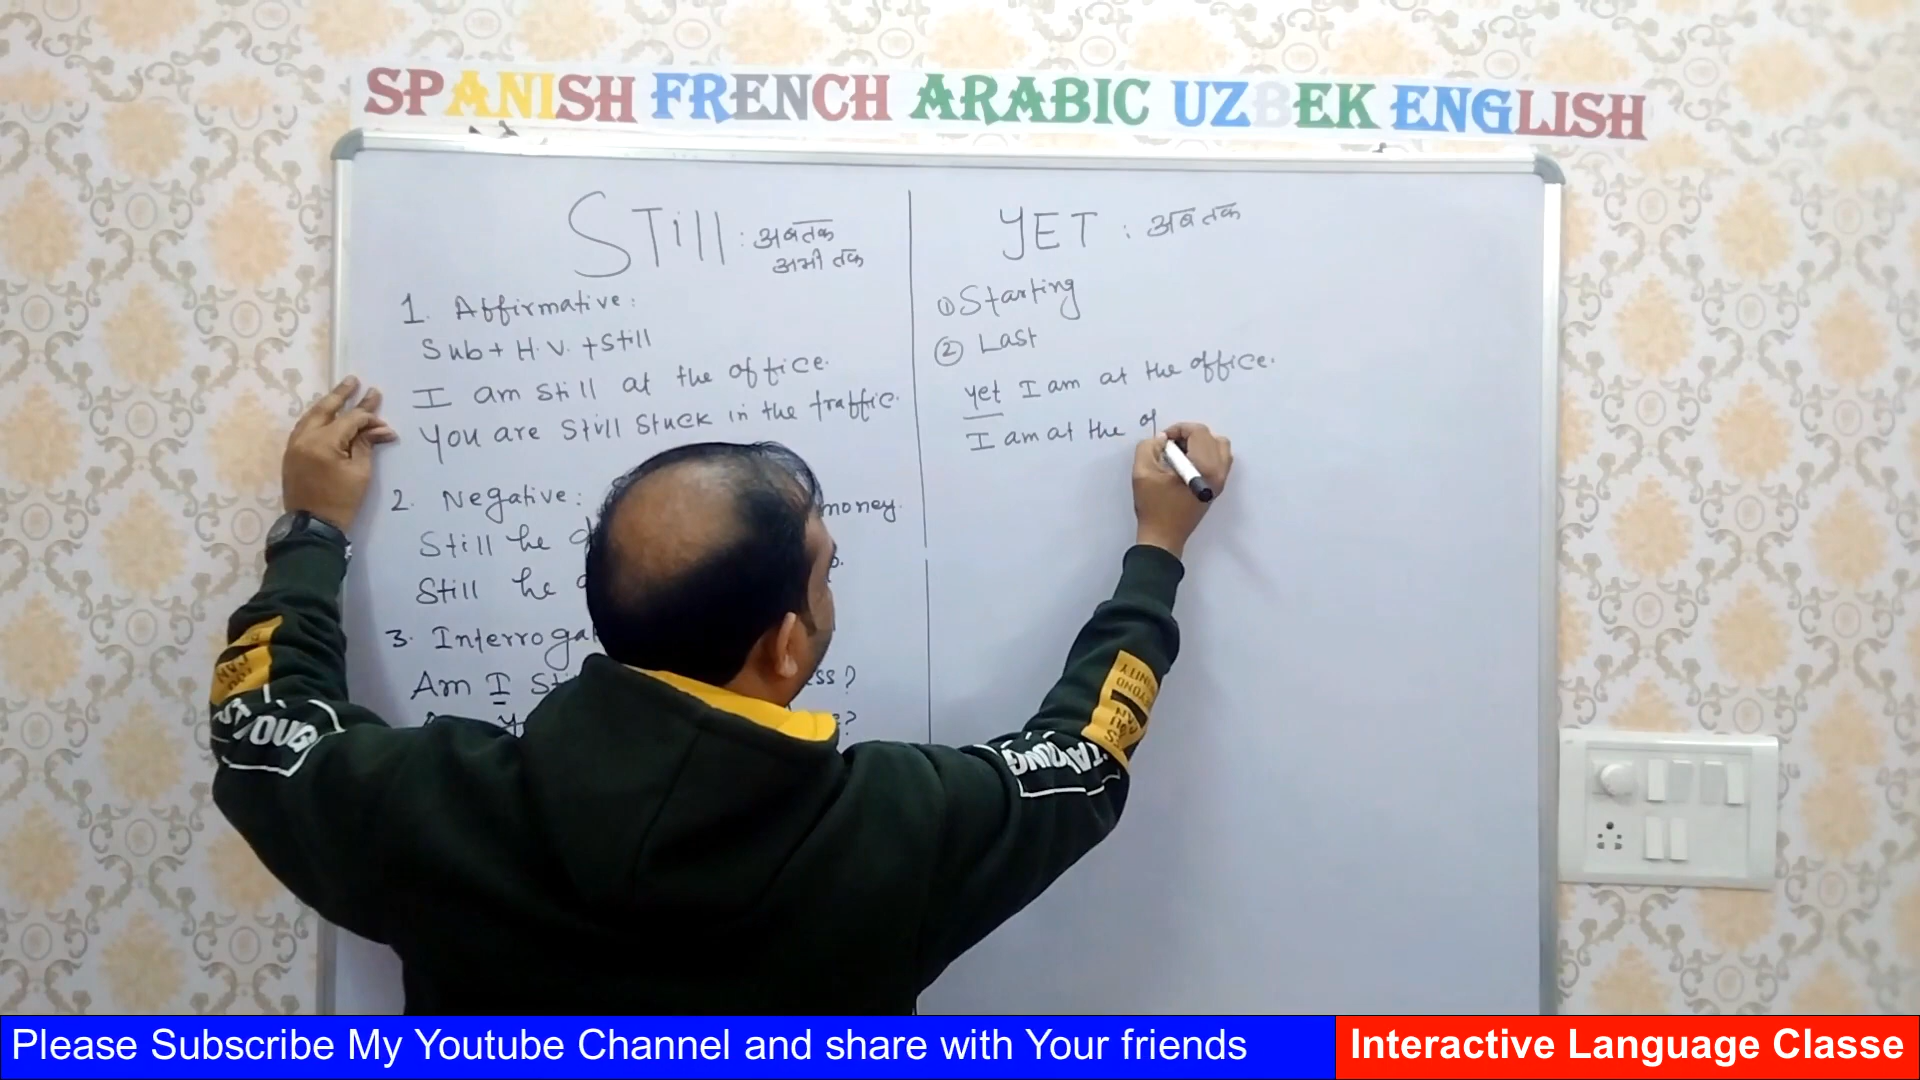 SPANISH FRENCH ARABIC UZBEK ENGLISH
STill : अबतक
अभी तक
1. Affirmative:
Sub + H.V. + Still
I am still at the office.
You are Still Stuck in the traffic.
2. Negative:
money.
Still he
Still he
3. Interroga
Am I St
ss?
?
YET : अब तक
① Starting
② Last
yet I am at the office.
I am at the of
Please Subscribe My Youtube Channel and share with Your friends
Interactive Language Classe